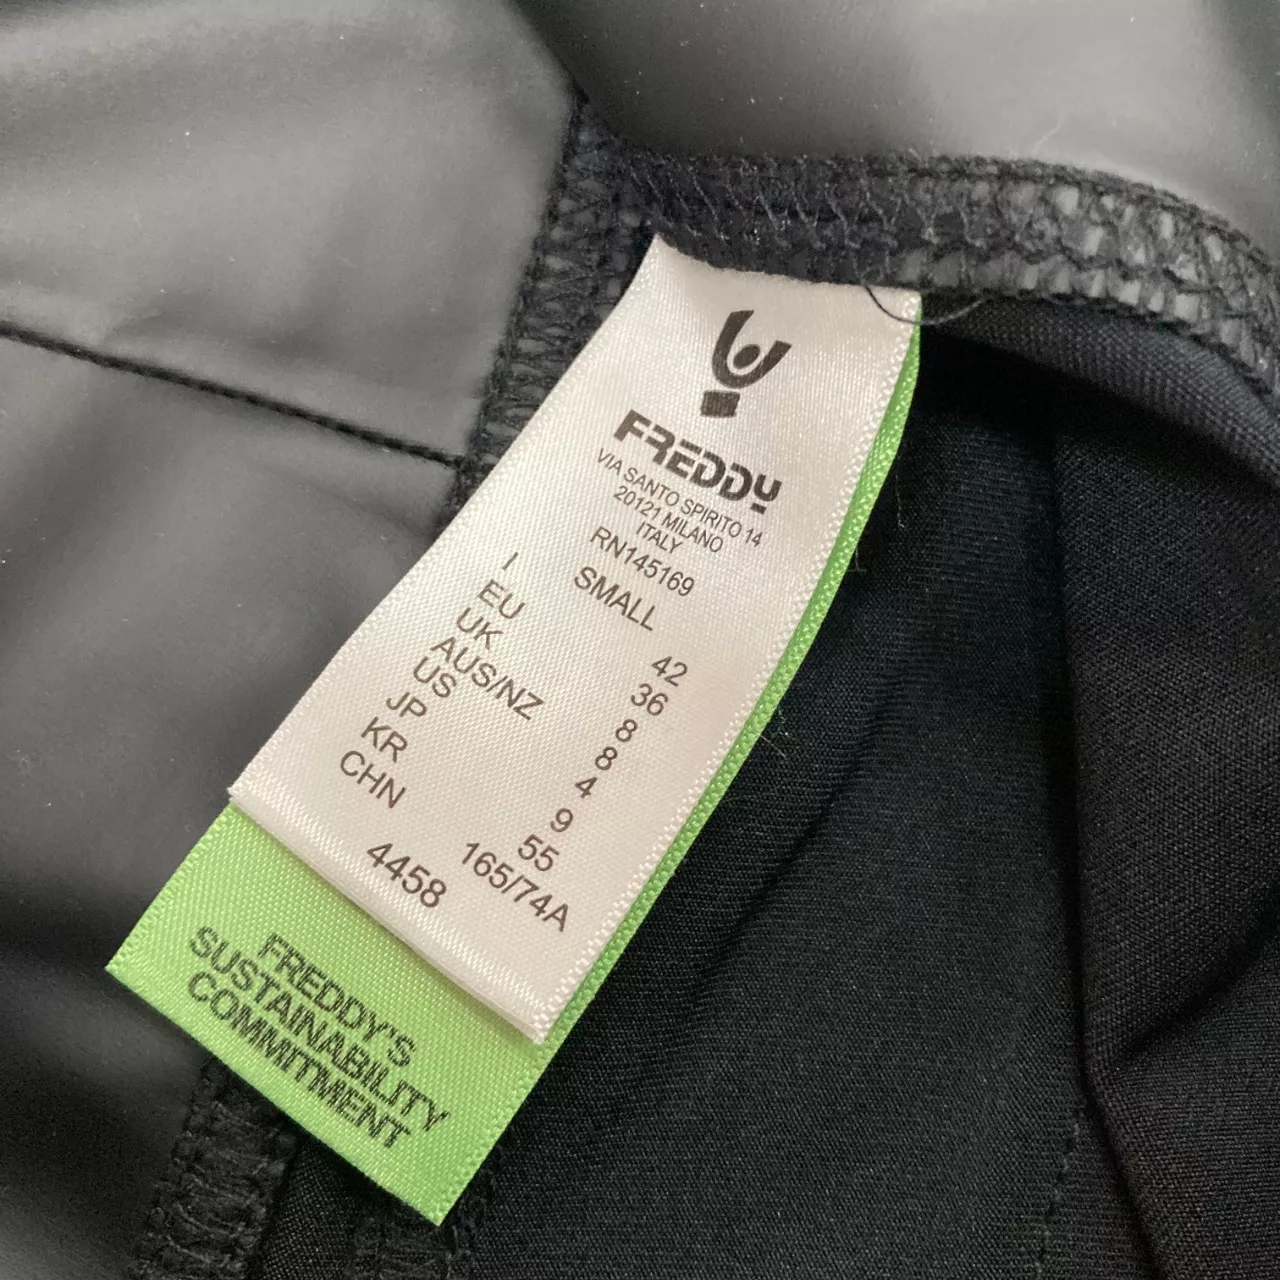 FREDDY
VIA SANTO SPIRITO 14
20121 MILANO
ITALY
RN145169
SMALL
I 42
EU 36
UK 8
AUS/NZ 8
US 4
JP 9
KR 55
CHN 165/74A
4458
FREDDY'S
SUSTAINABILITY
COMMITMENT